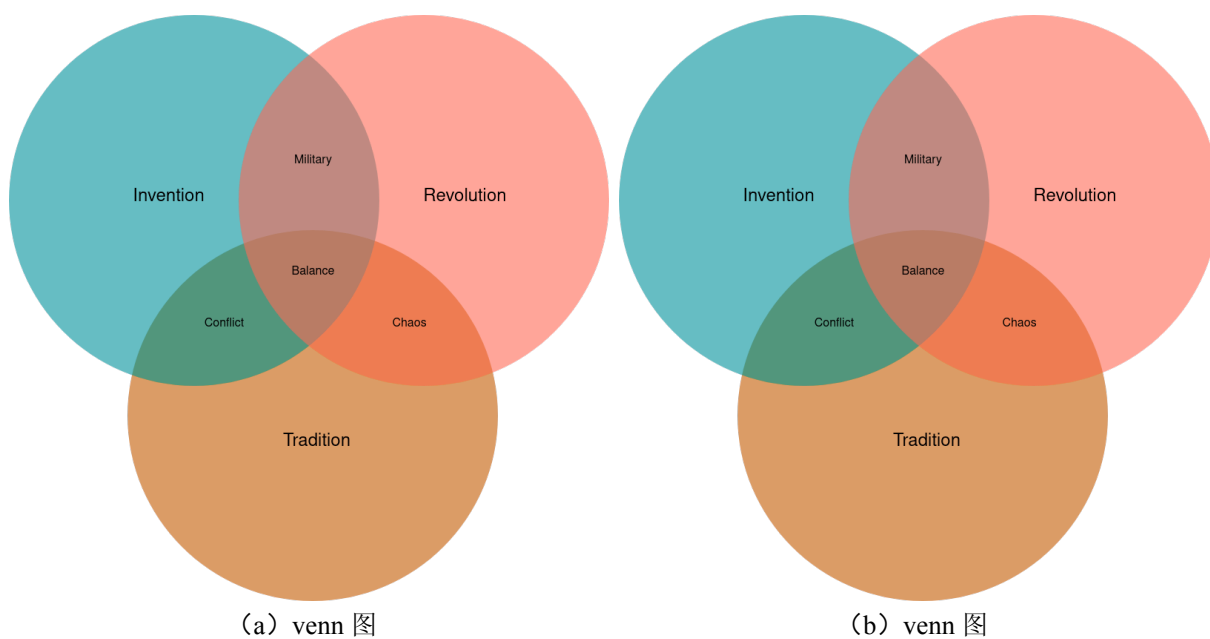 Military
Invention
Revolution
Balance
Conflict
Chaos
Tradition
(a) venn 图
Military
Invention
Revolution
Balance
Conflict
Chaos
Tradition
(b) venn 图